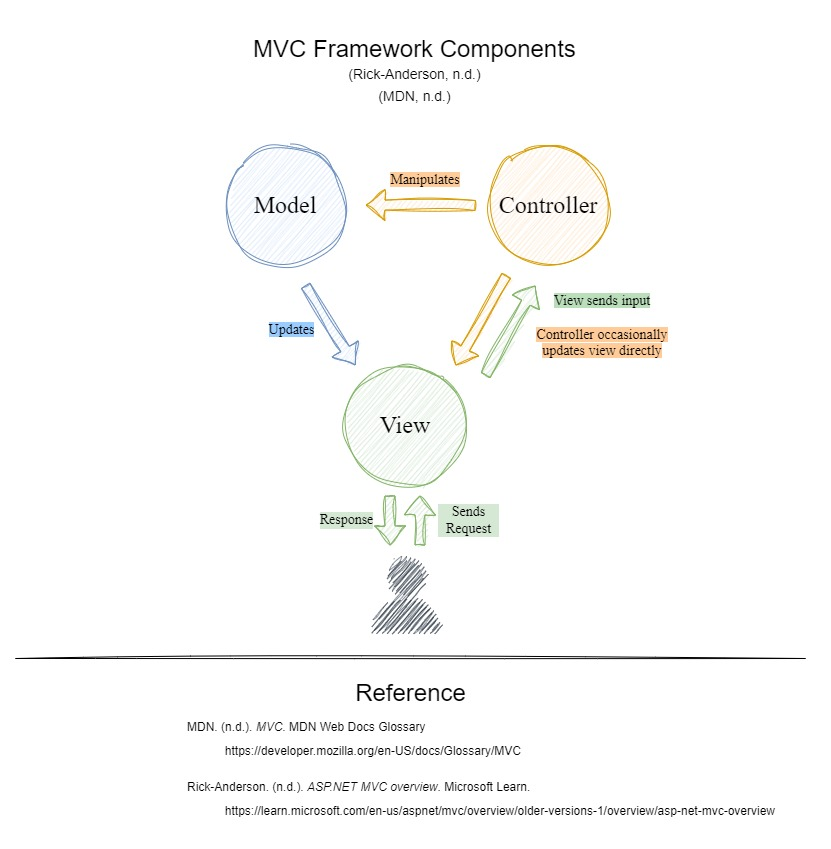 MVC Framework Components
(Rick-Anderson, n.d.)
(MDN, n.d.)
Manipulates
Model
Controller
View sends input
Updates
Controller occasionally
updates view directly
View
Response
Sends
Request
Reference
MDN. (n.d.). MVC. MDN Web Docs Glossary
https://developer.mozilla.org/en-US/docs/Glossary/MVC
Rick-Anderson. (n.d.). ASP.NET MVC overview. Microsoft Learn.
https://learn.microsoft.com/en-us/aspnet/mvc/overview/older-versions-1/overview/asp-net-mvc-overview